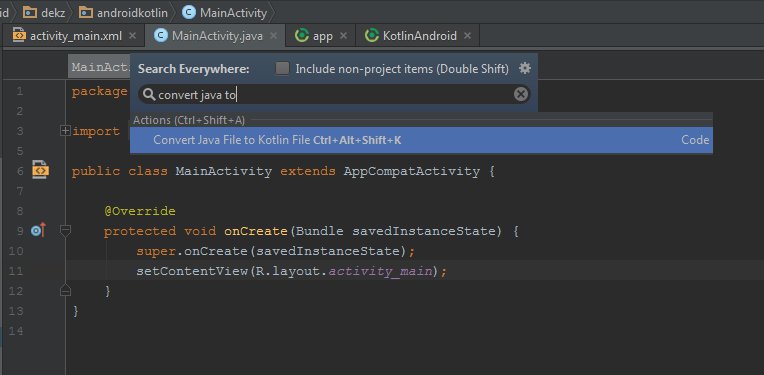 id dekz androidkotlin C MainActivity
activity_main.xml C MainActivity.java app KotlinAndroid
MainActi
Search Everywhere: Include non-project items (Double Shift)
convert java to
Actions (Ctrl+Shift+A)
Convert Java File to Kotlin File Ctrl+Alt+Shift+K Code
1 package
2
3 import
5
6 public class MainActivity extends AppCompatActivity {
7
8 @Override
9 protected void onCreate(Bundle savedInstanceState) {
10 super.onCreate(savedInstanceState);
11 setContentView(R.layout.activity_main);
12 }
13 }
14